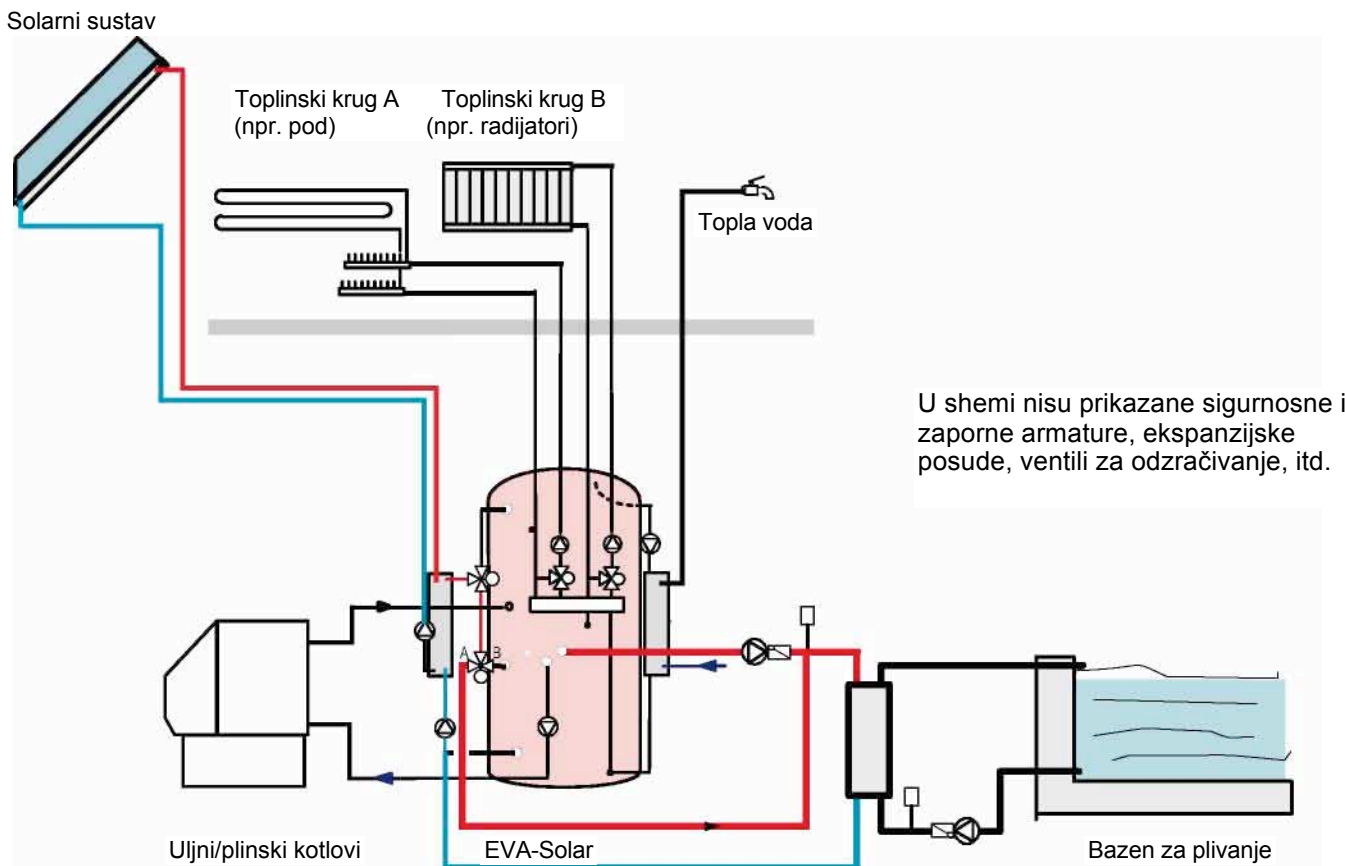 Solarni sustav
Toplinski krug A
(npr. pod)
Toplinski krug B
(npr. radijatori)
Topla voda
U shemi nisu prikazane sigurnosne i
zaporne armature, ekspanzijske
posude, ventili za odzračivanje, itd.
A
B
Uljni/plinski kotlovi
EVA-Solar
Bazen za plivanje